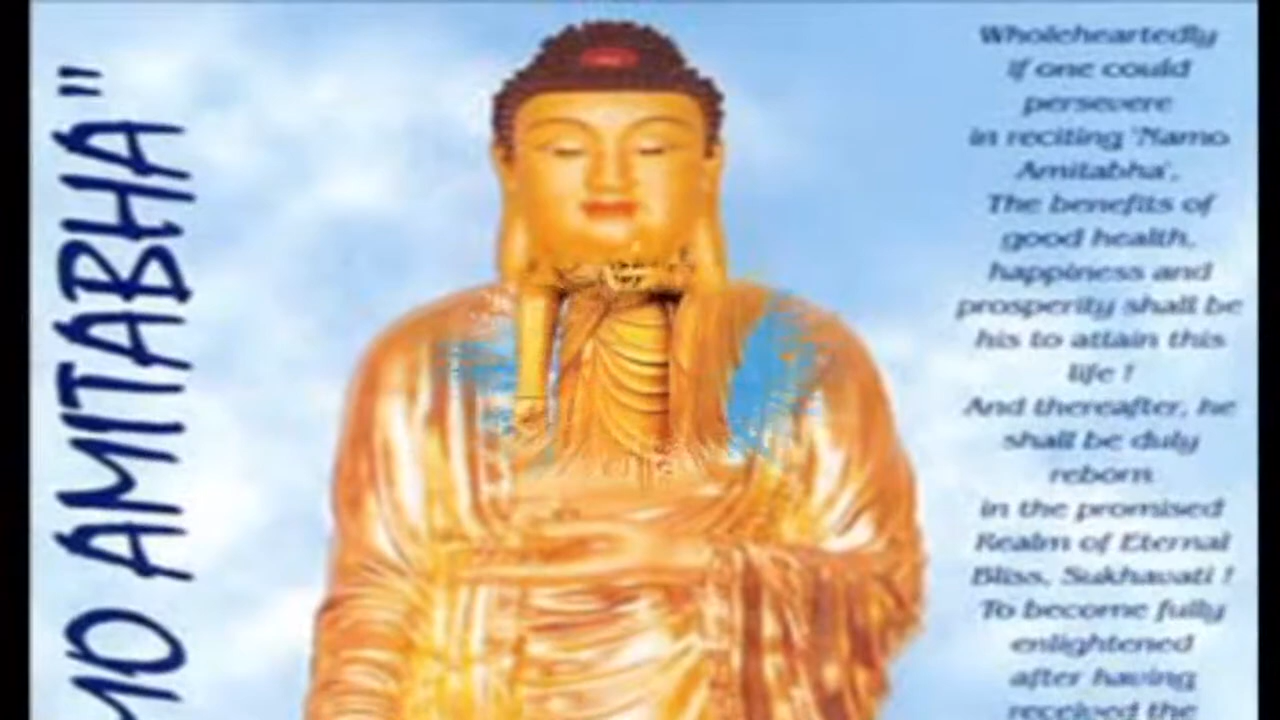 MO AMITABHA"
Wholeheartedly
if one could
persevere
in reciting 'Namo
Amitabha',
The benefits of
good health,
happiness and
prosperity shall be
his to attain this
life !
And thereafter, he
shall be duly
reborn
in the promised
Realm of Eternal
Bliss, Sukhavati !
To become fully
enlightened
after having
received the